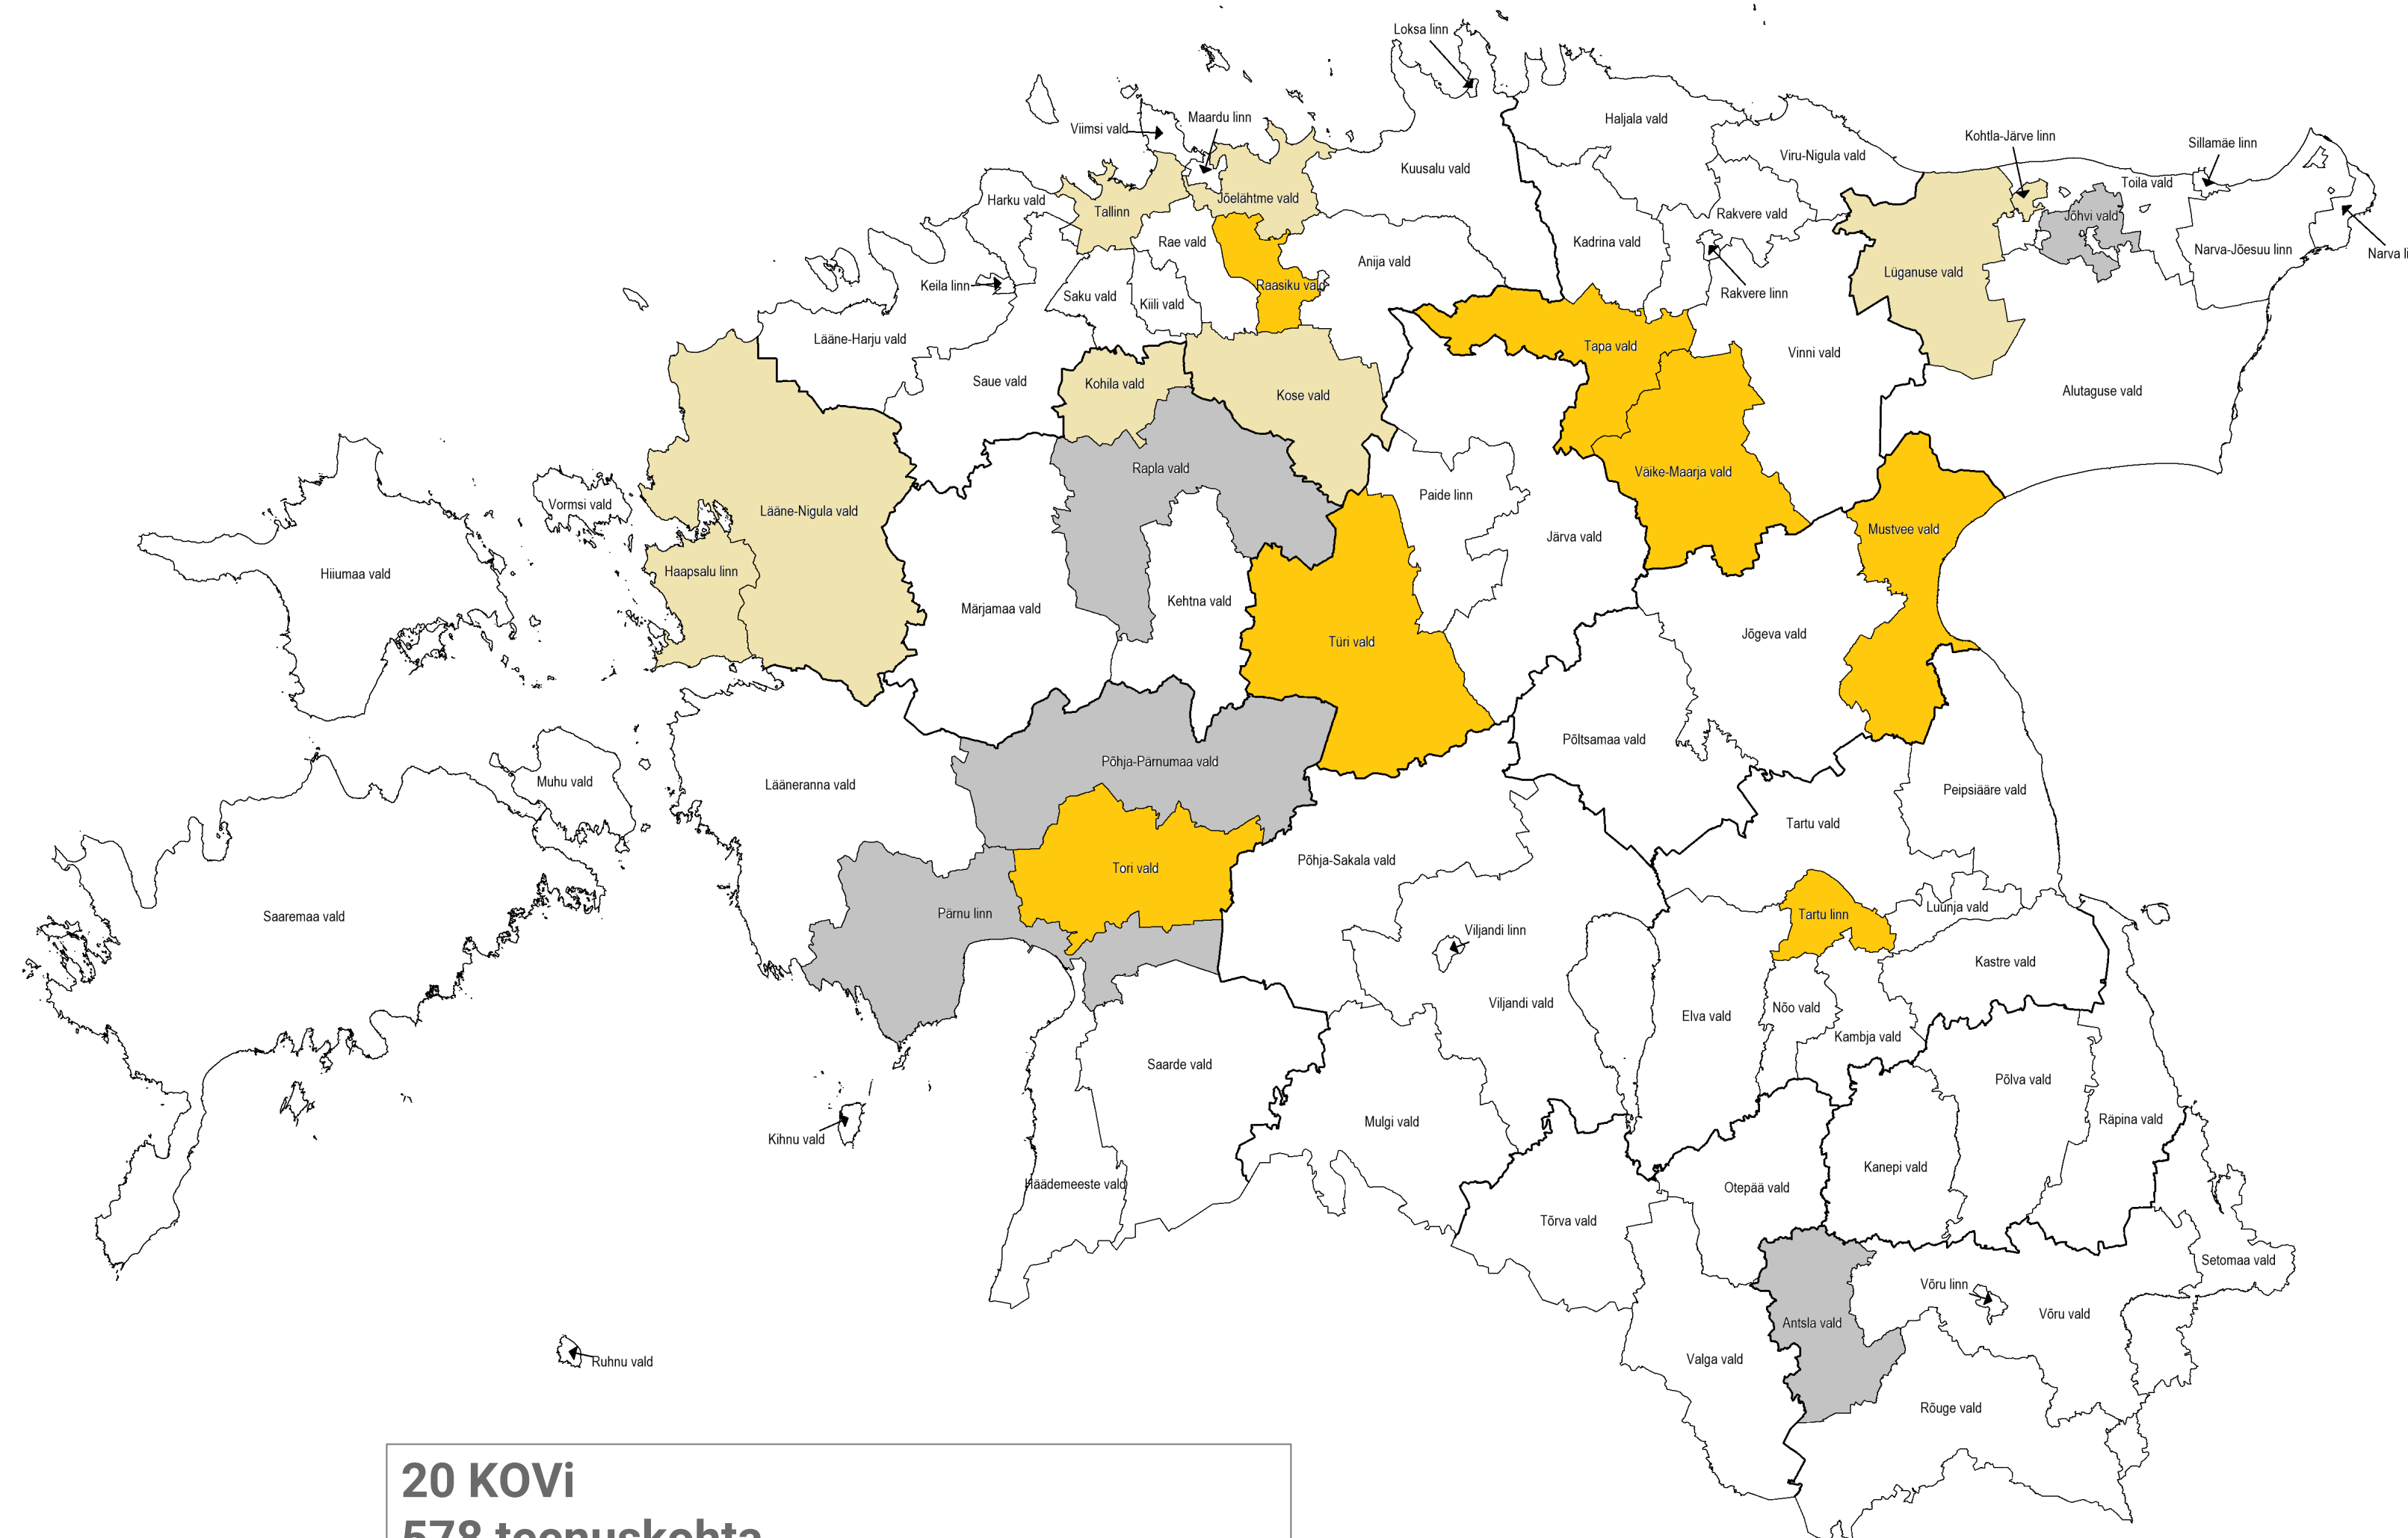 Loksa linn
Haljala vald
Maardu linn
Viimsi vald
Kohtla-Järve linn
Sillamäe linn
Viru-Nigula vald
Kuusalu vald
Toila vald
Harku vald
Jõelähtme vald
Tallinn
Rakvere vald
Jõhvi vald
Rae vald
Kadrina vald
Narva-Jõesuu linn
Anija vald
Lüganuse vald
Keila linn
Raasiku vald
Rakvere linn
Saku vald
Kiili vald
Lääne-Harju vald
Tapa vald
Vinni vald
Saue vald
Kohila vald
Kose vald
Alutaguse vald
Rapla vald
Väike-Maarja vald
Paide linn
Vormsi vald
Lääne-Nigula vald
Mustvee vald
Järva vald
Hiiumaa vald
Haapsalu linn
Kehtna vald
Märjamaa vald
Türi vald
Jõgeva vald
Põltsamaa vald
Põhja-Pärnumaa vald
Muhu vald
Lääneranna vald
Peipsiääre vald
Tartu vald
Põhja-Sakala vald
Tori vald
Luunja vald
Pärnu linn
Saaremaa vald
Tartu linn
Viljandi linn
Kastre vald
Viljandi vald
Nõo vald
Elva vald
Kambja vald
Saarde vald
Põlva vald
Mulgi vald
Räpina vald
Kihnu vald
Kanepi vald
Häädemeeste vald
Otepää vald
Tõrva vald
Setomaa vald
Võru linn
Võru vald
Antsla vald
Valga vald
Ruhnu vald
Rõuge vald
20 KOVi
578 teenuskohta